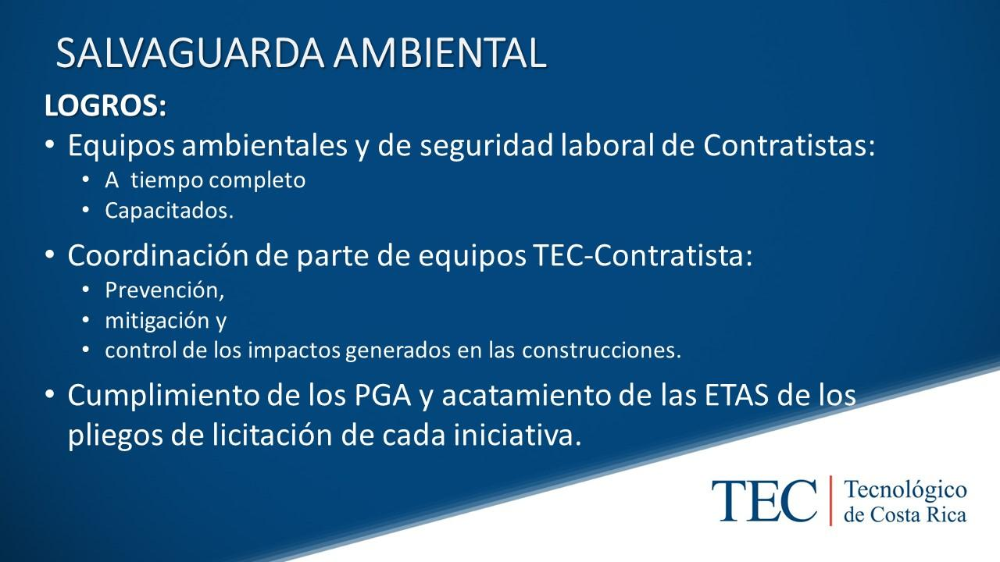 SALVAGUARDA AMBIENTAL
LOGROS:
• Equipos ambientales y de seguridad laboral de Contratistas:
• A tiempo completo
• Capacitados.
• Coordinación de parte de equipos TEC-Contratista:
• Prevención,
• mitigación y
• control de los impactos generados en las construcciones.
• Cumplimiento de los PGA y acatamiento de las ETAS de los
pliegos de licitación de cada iniciativa.
TEC | Tecnológico
de Costa Rica